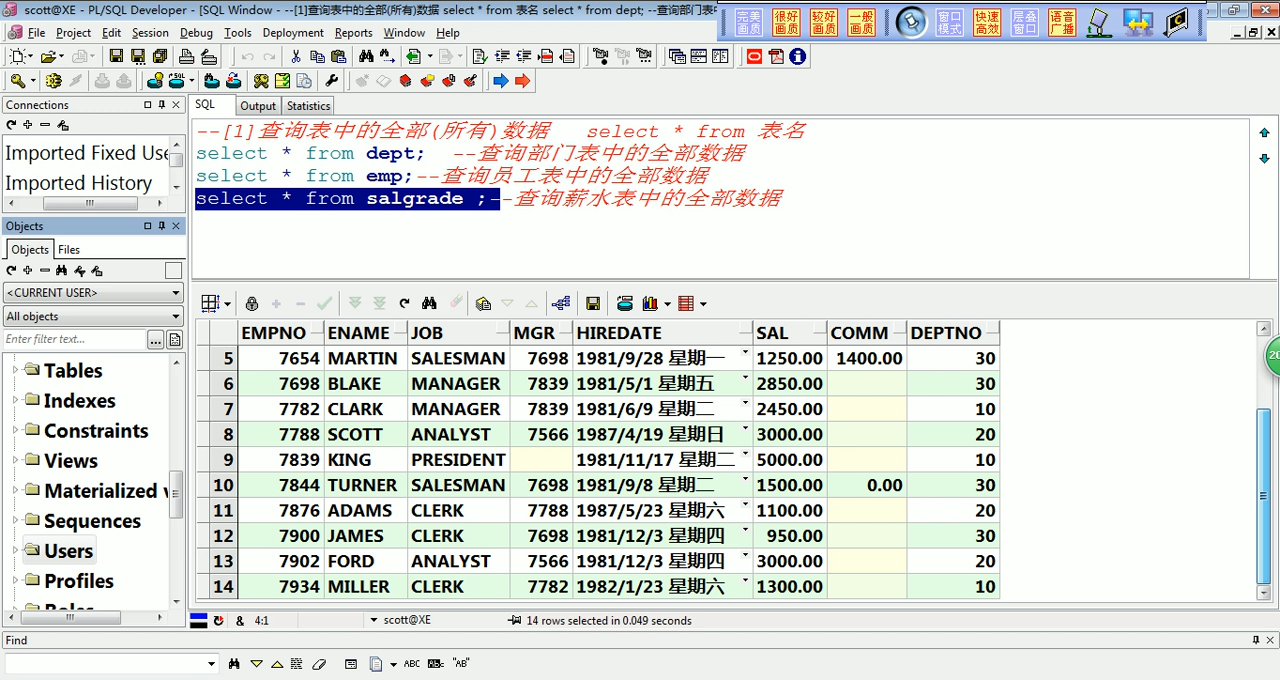 scott@XE - PL/SQL Developer - [SQL Window - --[1]查询表中的全部(所有)数据 select * from 表名 select * from dept; --查询部门表
完美画质 很好画质 较好画质 一般画质 窗口模式 快速高效 层叠窗口 语音广播
File Project Edit Session Debug Tools Deployment Reports Window Help
Connections
Imported Fixed Use
Imported History
Objects
Objects Files
<CURRENT USER>
All objects
Enter filter text...
Tables
Indexes
Constraints
Views
Materialized
Sequences
Users
Profiles
SQL Output Statistics
--[1]查询表中的全部(所有)数据 select * from 表名
select * from dept; --查询部门表中的全部数据
select * from emp;--查询员工表中的全部数据
select * from salgrade ;--查询薪水表中的全部数据
EMPNO ENAME JOB MGR HIREDATE SAL COMM DEPTNO
5 7654 MARTIN SALESMAN 7698 1981/9/28 星期一 1250.00 1400.00 30
6 7698 BLAKE MANAGER 7839 1981/5/1 星期五 2850.00 30
7 7782 CLARK MANAGER 7839 1981/6/9 星期二 2450.00 10
8 7788 SCOTT ANALYST 7566 1987/4/19 星期日 3000.00 20
9 7839 KING PRESIDENT 1981/11/17 星期二 5000.00 10
10 7844 TURNER SALESMAN 7698 1981/9/8 星期二 1500.00 0.00 30
11 7876 ADAMS CLERK 7788 1987/5/23 星期六 1100.00 20
12 7900 JAMES CLERK 7698 1981/12/3 星期四 950.00 30
13 7902 FORD ANALYST 7566 1981/12/3 星期四 3000.00 20
14 7934 MILLER CLERK 7782 1982/1/23 星期六 1300.00 10
& 4:1 scott@XE 14 rows selected in 0.049 seconds
Find
ABC "AB"